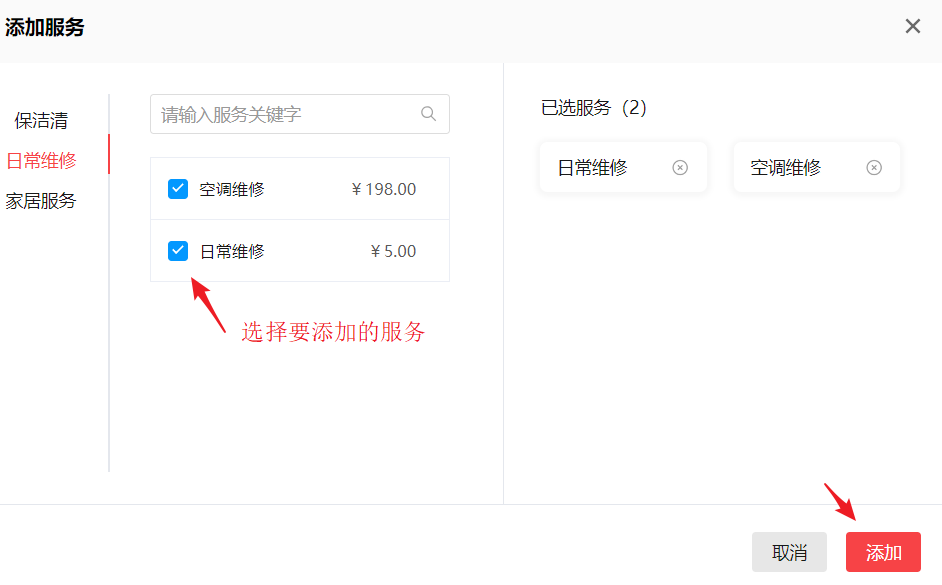 添加服务
保洁清
日常维修
家居服务
请输入服务关键字
空调维修 ¥ 198.00
日常维修 ¥ 5.00
选择要添加的服务
已选服务（2）
日常维修 空调维修
取消 添加